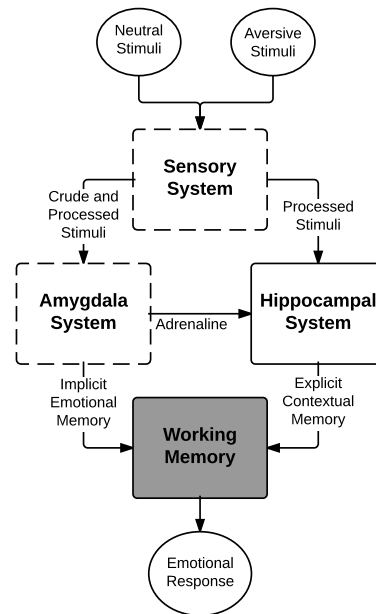 Neutral
Stimuli
Aversive
Stimuli
Sensory
System
Crude and
Processed
Stimuli
Processed
Stimuli
Amygdala
System
Adrenaline
Hippocampal
System
Implicit
Emotional
Memory
Explicit
Contextual
Memory
Working
Memory
Emotional
Response